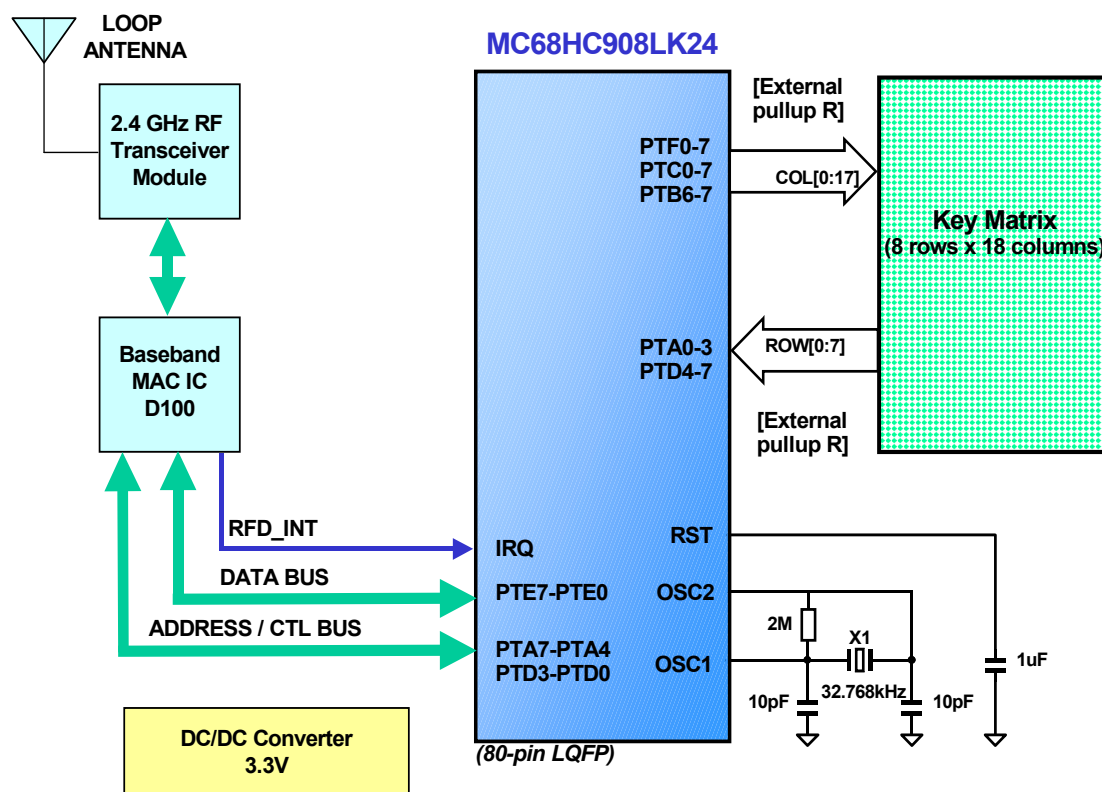 LOOP
ANTENNA
MC68HC908LK24
2.4 GHz RF
Transceiver
Module
[External
pullup R]
PTF0-7
PTC0-7
PTB6-7
COL[0:17]
Key Matrix
(8 rows x 18 columns)
Baseband
MAC IC
D100
PTA0-3
PTD4-7
ROW[0:7]
[External
pullup R]
RFD_INT
IRQ
RST
DATA BUS
PTE7-PTE0
OSC2
ADDRESS / CTL BUS
PTA7-PTA4
PTD3-PTD0
OSC1
2M
X1
32.768kHz
1uF
10pF
10pF
DC/DC Converter
3.3V
(80-pin LQFP)